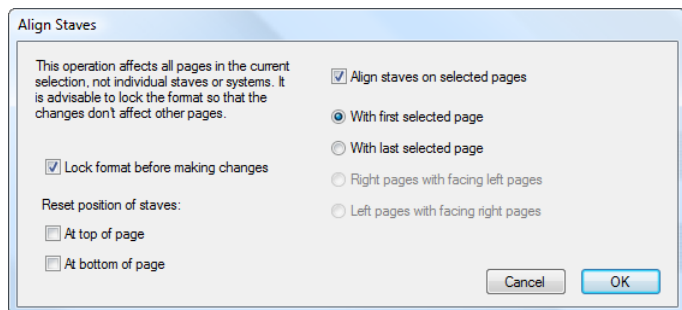 Align Staves
This operation affects all pages in the current
selection, not individual staves or systems. It
is advisable to lock the format so that the
changes don't affect other pages.
Lock format before making changes
Reset position of staves:
At top of page
At bottom of page
Align staves on selected pages
With first selected page
With last selected page
Right pages with facing left pages
Left pages with facing right pages
Cancel
OK